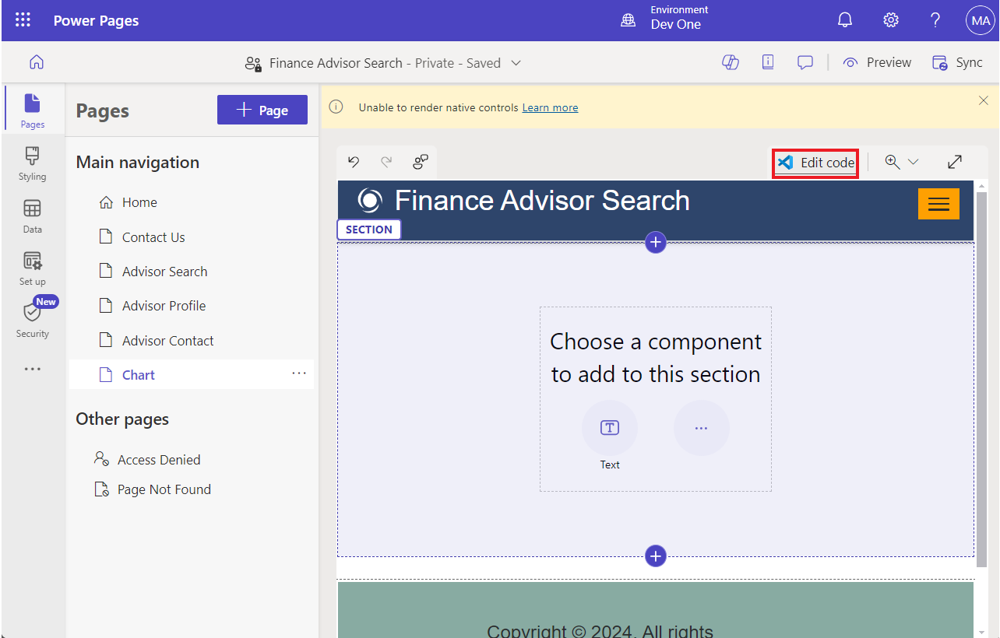 Power Pages
Environment
Dev One
MA
Finance Advisor Search - Private - Saved
Preview
Sync
Pages
Styling
Data
Set up
New
Security
Pages
Page
Main navigation
Home
Contact Us
Advisor Search
Advisor Profile
Advisor Contact
Chart
Other pages
Access Denied
Page Not Found
Unable to render native controls Learn more
Edit code
Finance Advisor Search
SECTION
Choose a component
to add to this section
Text
Copyright © 2024. All rights